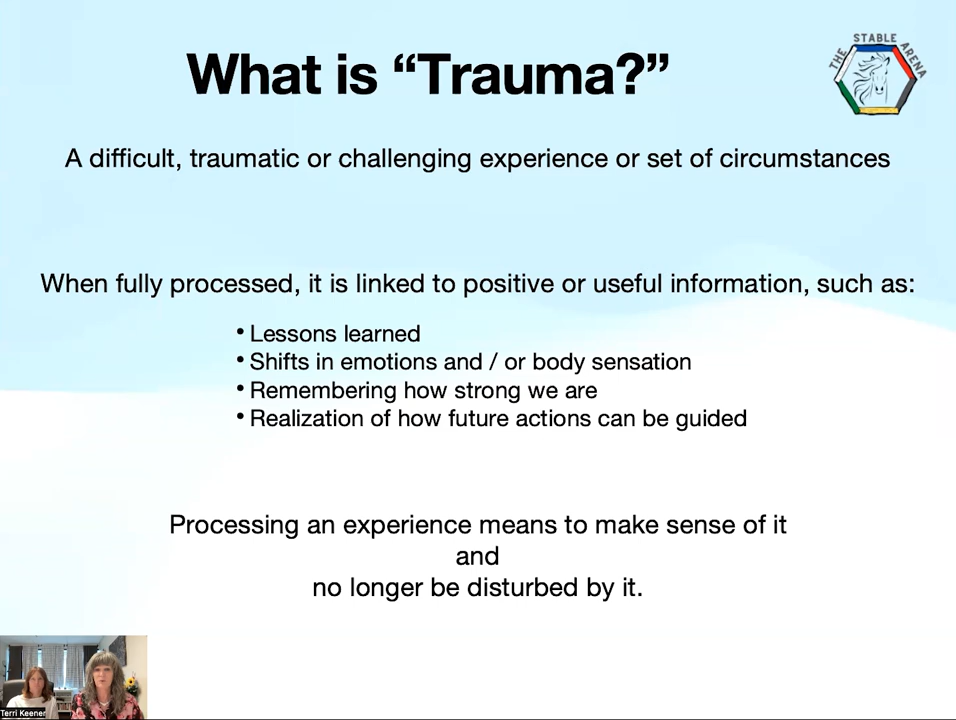 What is “Trauma?”
THE STABLE ARENA
A difficult, traumatic or challenging experience or set of circumstances
When fully processed, it is linked to positive or useful information, such as:
• Lessons learned
• Shifts in emotions and / or body sensation
• Remembering how strong we are
• Realization of how future actions can be guided
Processing an experience means to make sense of it
and
no longer be disturbed by it.
Terri Keener